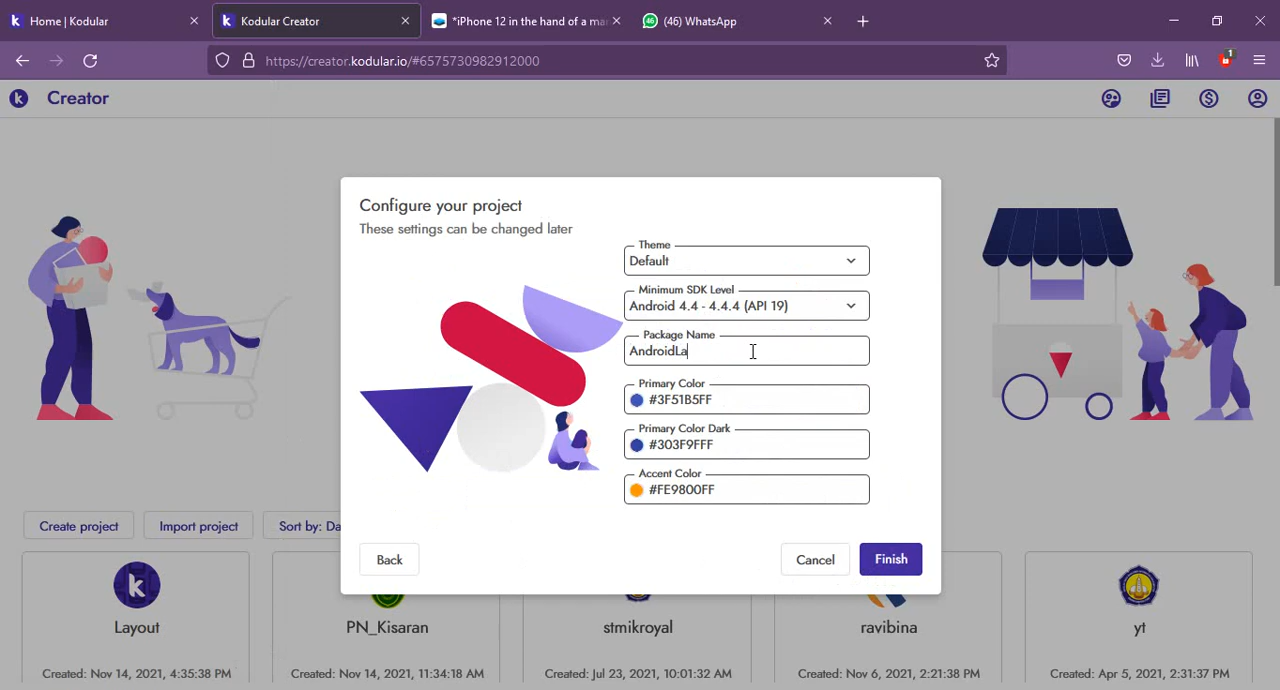 Home | Kodular
Kodular Creator
*iPhone 12 in the hand of a ma
(46) WhatsApp
https://creator.kodular.io/#6575730982912000
1
Creator
Configure your project
These settings can be changed later
Theme
Default
Minimum SDK Level
Android 4.4 - 4.4.4 (API 19)
Package Name
AndroidLa
Primary Color
#3F51B5FF
Primary Color Dark
#303F9FFF
Accent Color
#FE9800FF
Back
Cancel
Finish
Create project
Import project
Sort by: Da
Layout
PN_Kisaran
stmikroyal
ravibina
yt
Created: Nov 14, 2021, 4:35:38 PM
Created: Nov 14, 2021, 11:34:18 AM
Created: Jul 23, 2021, 10:01:32 AM
Created: Nov 6, 2021, 2:21:38 PM
Created: Apr 5, 2021, 2:31:37 PM